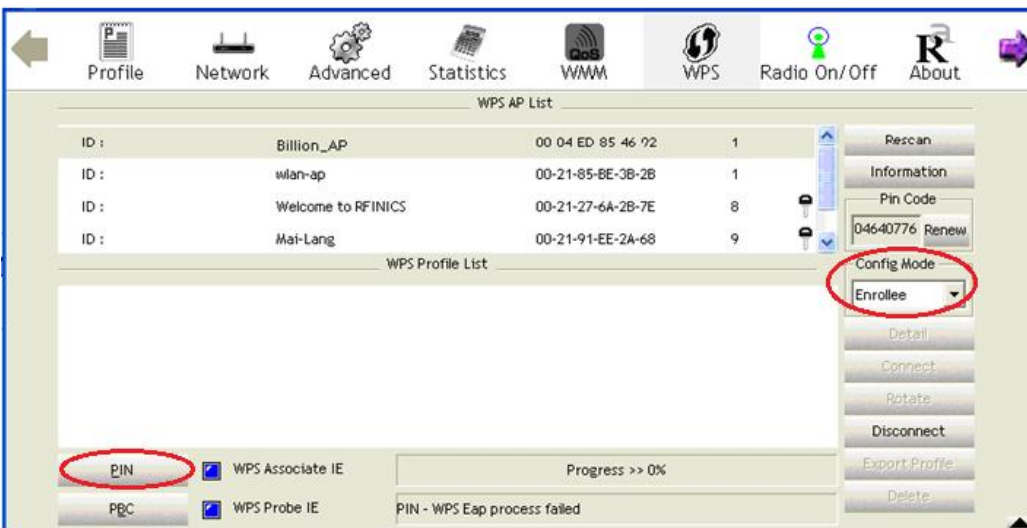 Profile Network Advanced Statistics QoS WMM WPS Radio On/Off R About
WPS AP List
ID : Billion_AP 00 04 ED 85 46 92 1
ID : wlan-ap 00-21-85-BE-3B-2B 1
ID : Welcome to RFINICS 00-21-27-6A-2B-7E 8
ID : Mai-Lang 00-21-91-EE-2A-68 9
Rescan
Information
Pin Code
04640776 Renew
WPS Profile List
Config Mode
Enrollee
Detail
Connect
Rotate
Disconnect
Export Profile
Delete
PIN WPS Associate IE Progress >> 0%
PBC WPS Probe IE PIN - WPS Eap process failed